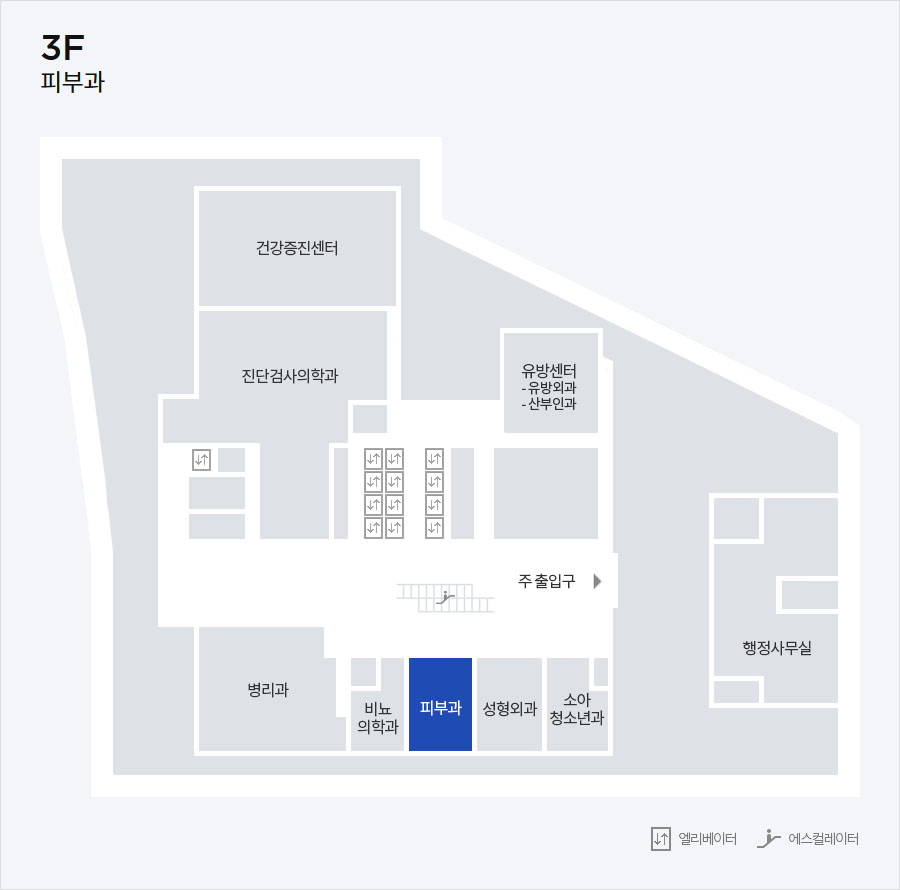 3F
피부과
건강증진센터
진단검사의학과
유방센터
- 유방외과
- 산부인과
주 출입구
행정사무실
병리과
비뇨
의학과
피부과
성형외과
소아
청소년과
엘리베이터
에스컬레이터